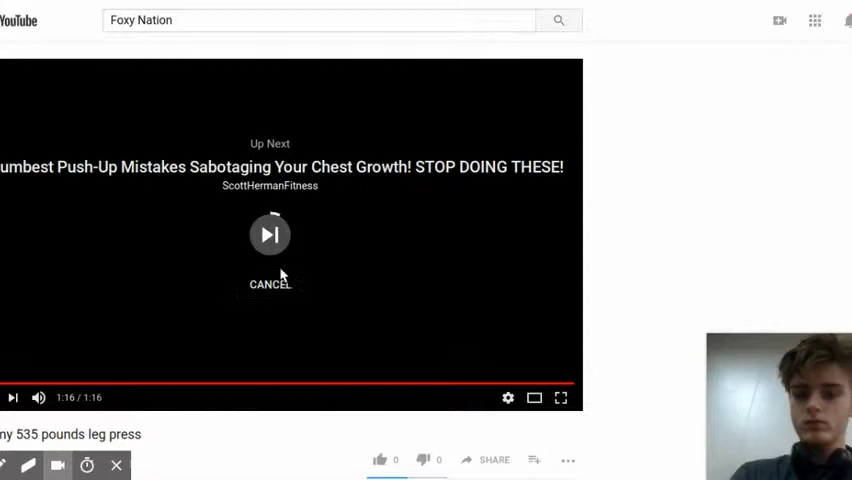 YouTube
Foxy Nation
Up Next
umbest Push-Up Mistakes Sabotaging Your Chest Growth! STOP DOING THESE!
ScottHermanFitness
CANCEL
1:16 / 1:16
my 535 pounds leg press
0
0
SHARE